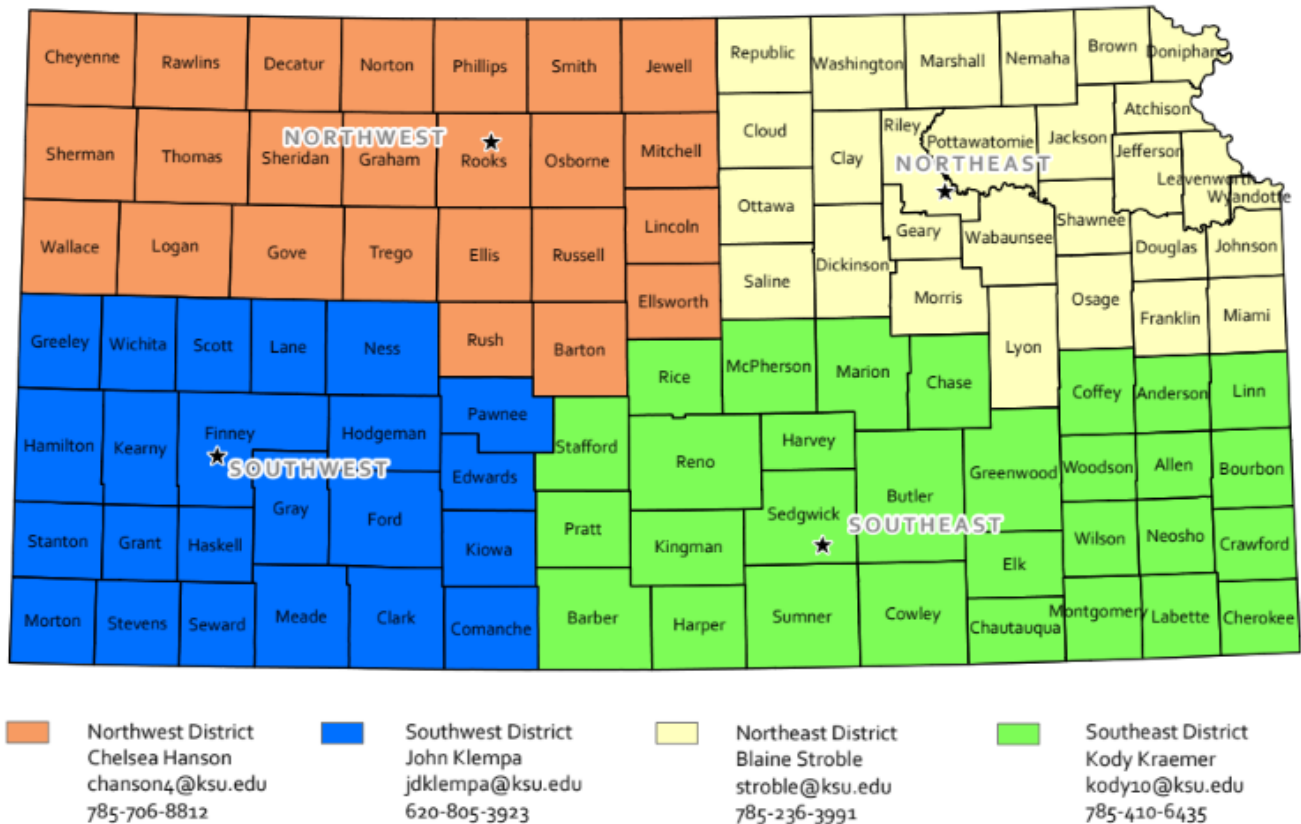 Cheyenne
Rawlins
Decatur
Norton
Phillips
Smith
Jewell
Republic
Washington
Marshall
Nemaha
Brown
Doniphan
Sherman
Thomas
NORTHWEST
Sheridan
Graham
Rooks
Osborne
Mitchell
Cloud
Clay
Riley
Pottawatomie
NORTHEAST
Jackson
Atchison
Jefferson
Leavenworth
Wyandotte
Wallace
Logan
Gove
Trego
Ellis
Russell
Lincoln
Ottawa
Geary
Wabaunsee
Shawnee
Douglas
Johnson
Ellsworth
Saline
Dickinson
Morris
Osage
Franklin
Miami
Greeley
Wichita
Scott
Lane
Ness
Rush
Barton
Rice
McPherson
Marion
Chase
Lyon
Coffey
Anderson
Linn
Hamilton
Kearny
Finney
SOUTHWEST
Hodgeman
Pawnee
Edwards
Stafford
Reno
Harvey
Butler
Greenwood
Woodson
Allen
Bourbon
Gray
Ford
Sedgwick
SOUTHEAST
Stanton
Grant
Haskell
Kiowa
Pratt
Kingman
Elk
Wilson
Neosho
Crawford
Morton
Stevens
Seward
Meade
Clark
Comanche
Barber
Harper
Sumner
Cowley
Chautauqua
Montgomery
Labette
Cherokee
Northwest District
Chelsea Hanson
chanson4@ksu.edu
785-706-8812
Southwest District
John Klempa
jdklempa@ksu.edu
620-805-3923
Northeast District
Blaine Stroble
stroble@ksu.edu
785-236-3991
Southeast District
Kody Kraemer
kody10@ksu.edu
785-410-6435